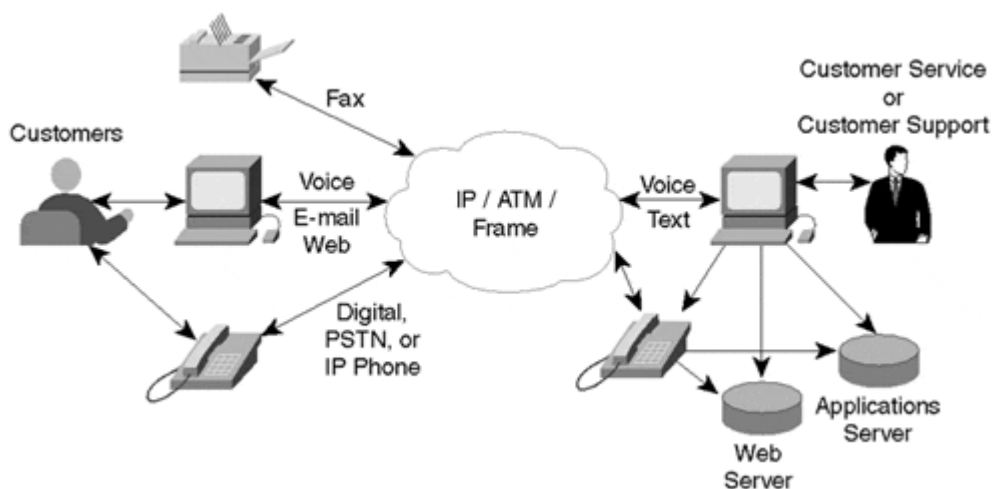 Customers
Fax
Voice
E-mail
Web
Digital,
PSTN, or
IP Phone
IP / ATM /
Frame
Voice
Text
Customer Service
or
Customer Support
Web
Server
Applications
Server